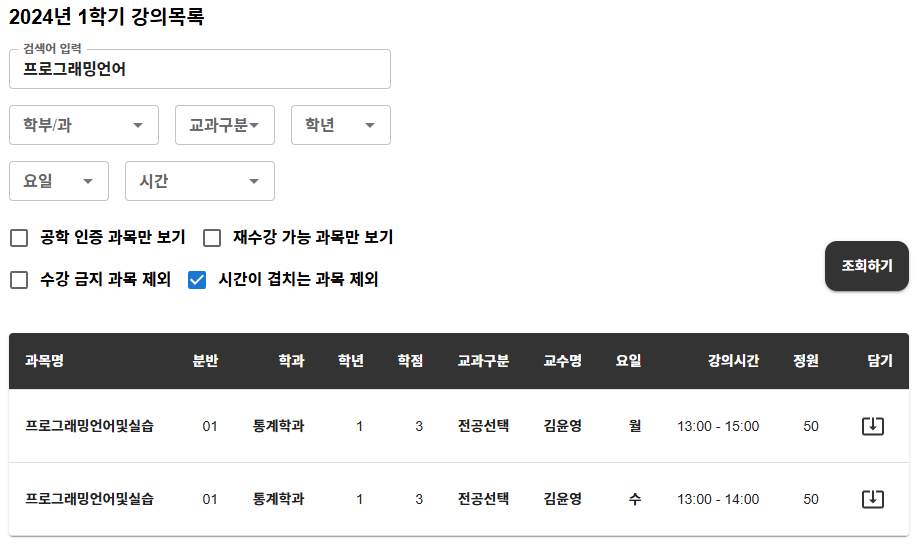 2024년 1학기 강의목록
검색어 입력
프로그래밍언어
학부/과 교과구분 학년
요일 시간
공학 인증 과목만 보기 재수강 가능 과목만 보기
수강 금지 과목 제외 시간이 겹치는 과목 제외
조회하기
과목명 분반 학과 학년 학점 교과구분 교수명 요일 강의시간 정원 담기
프로그래밍언어및실습 01 통계학과 1 3 전공선택 김윤영 월 13:00 - 15:00 50
프로그래밍언어및실습 01 통계학과 1 3 전공선택 김윤영 수 13:00 - 14:00 50